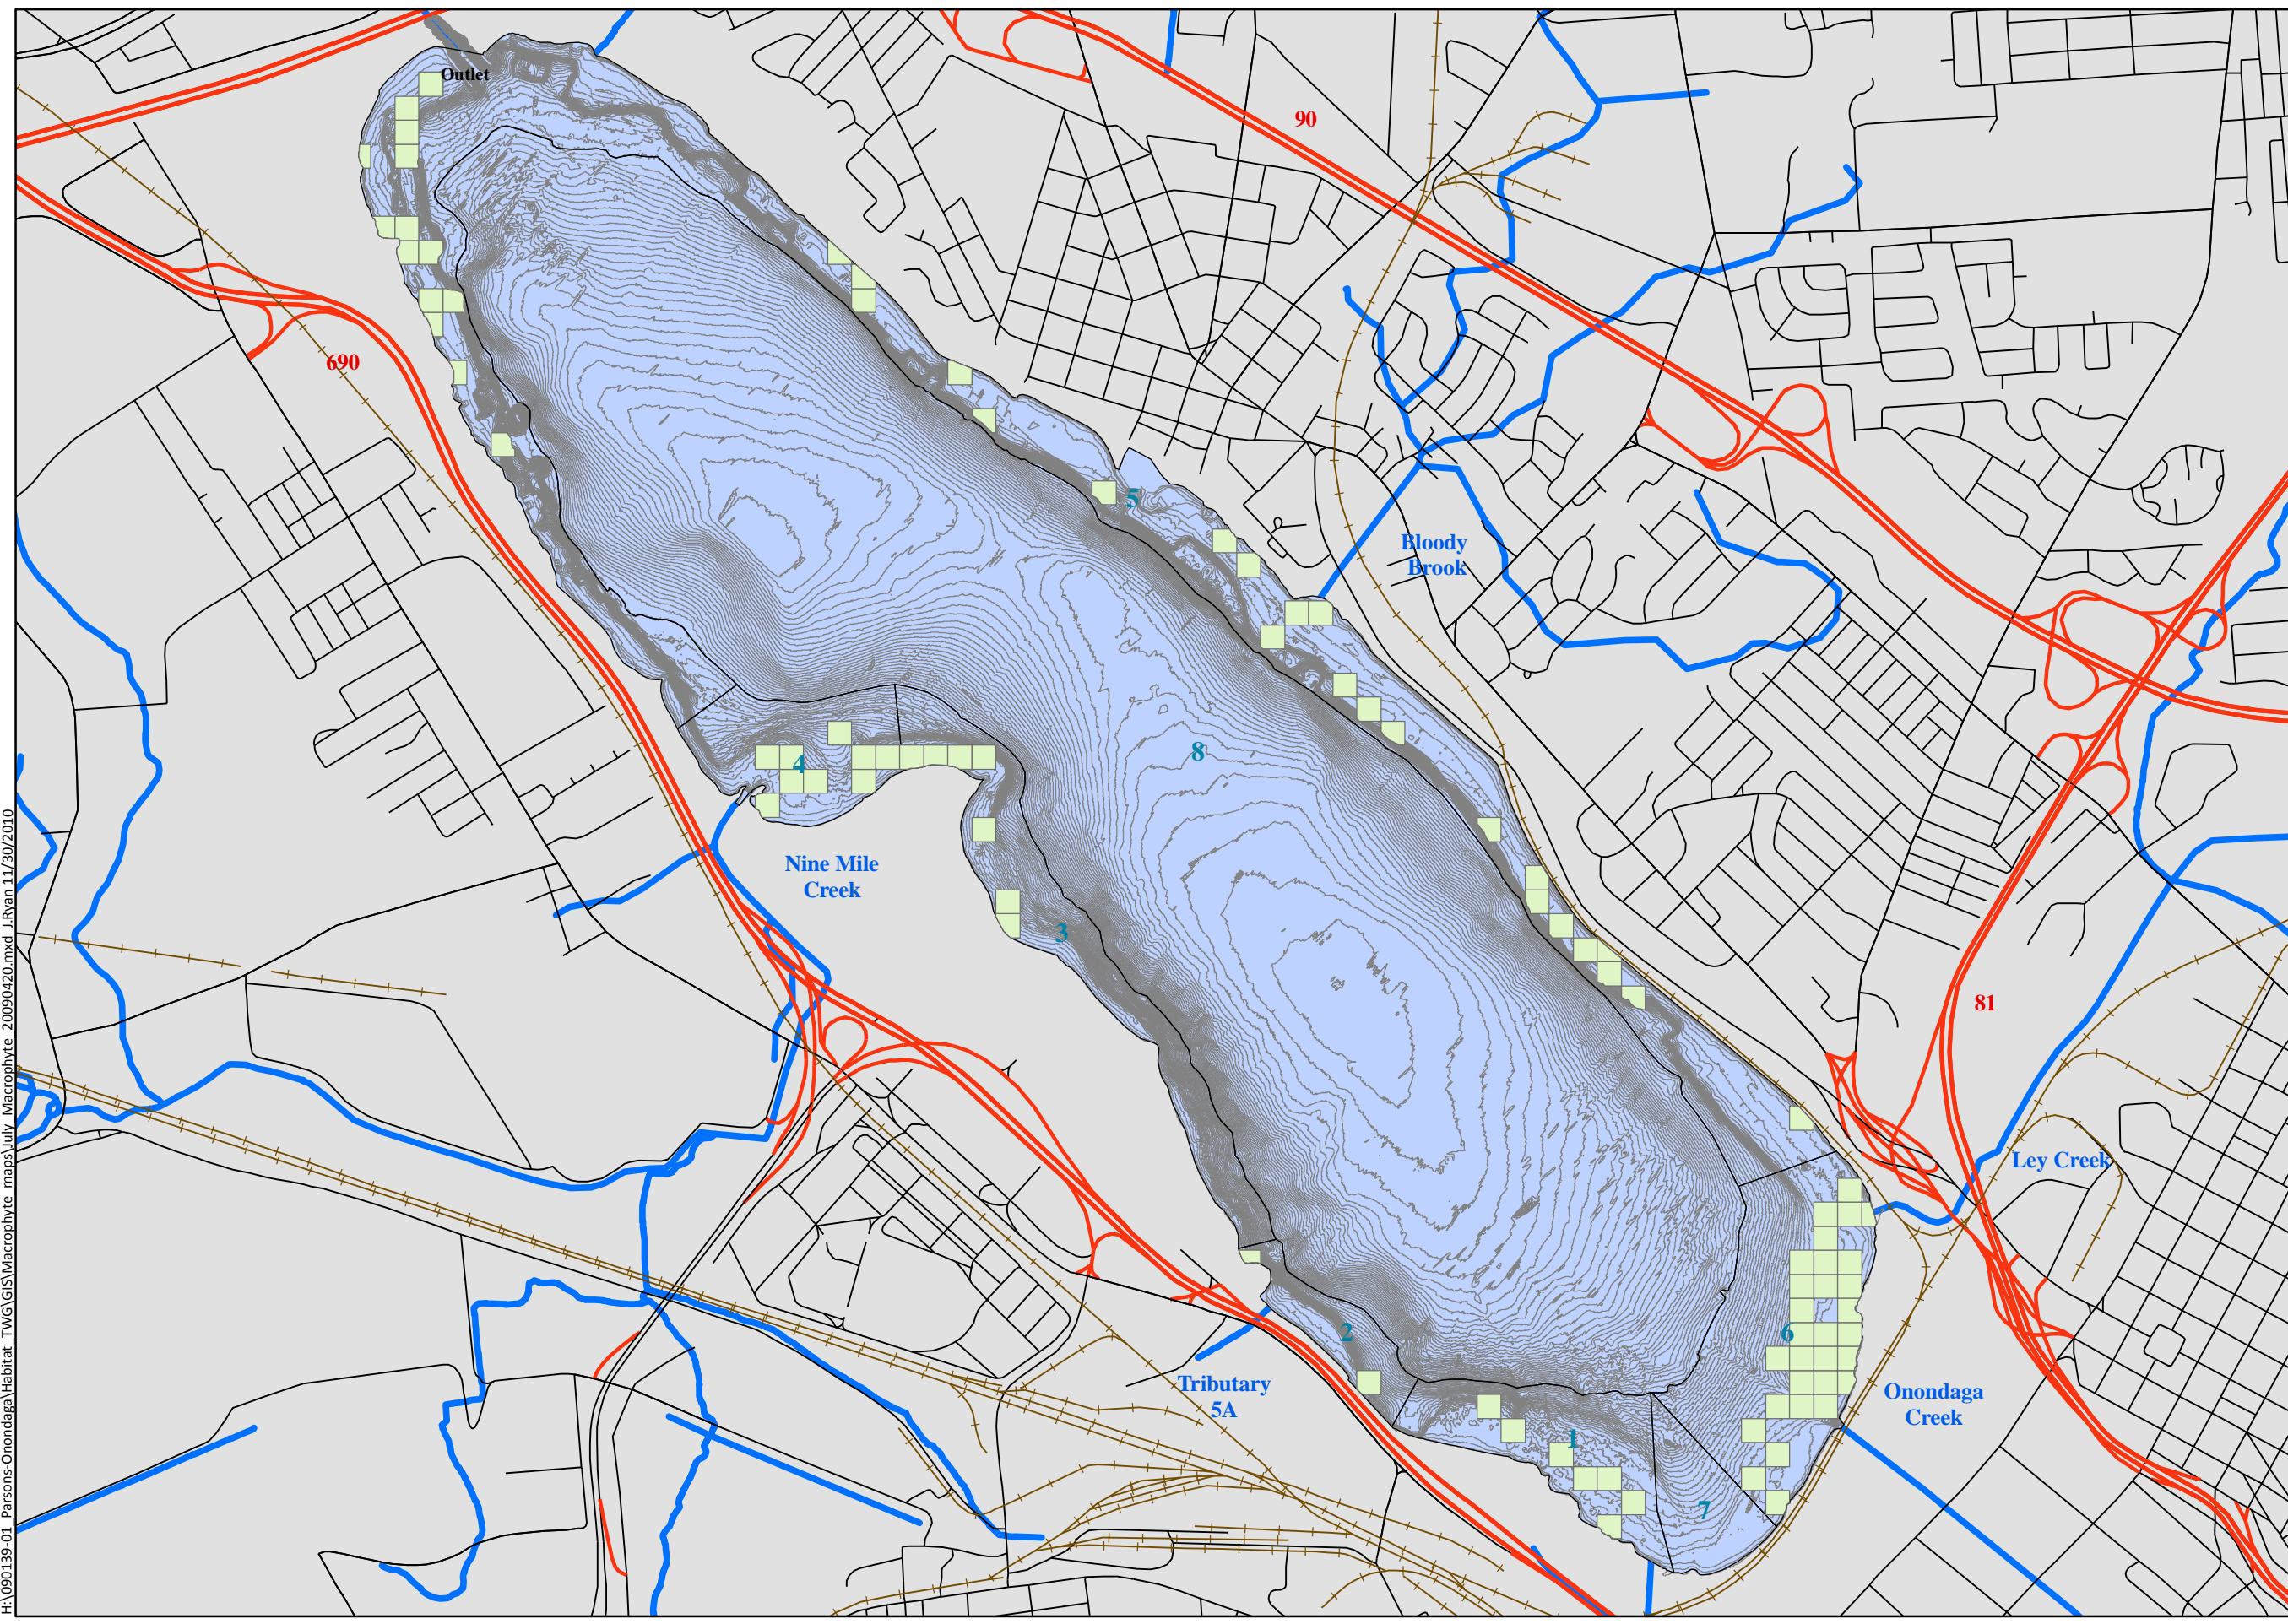 Outlet
90
690
5
Bloody
Brook
8
4
Nine Mile
Creek
3
81
Ley Creek
2
6
Tributary
5A
Onondaga
Creek
1
7
H:\090139-01_Parsons-Onondaga\Habitat_TWG\GIS\Macrophyte_maps\July_Macrophyte_20090420.mxd J.Ryan 11/30/2010